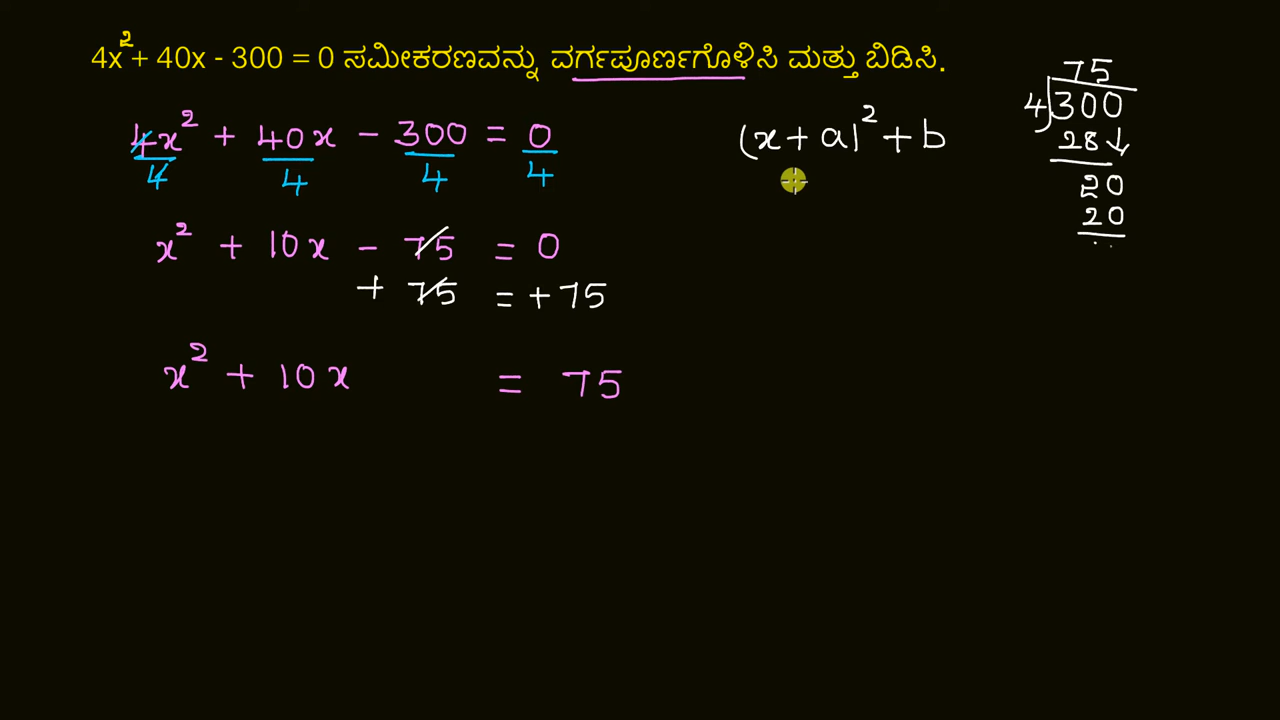 4x²+ 40x - 300 = 0 ಸಮೀಕರಣವನ್ನು ವರ್ಗಪೂರ್ಣಗೊಳಿಸಿ ಮತ್ತು ಬಿಡಿಸಿ.
4x²/4 + 40x/4 - 300/4 = 0/4
x² + 10x - 75 = 0
+ 75 = +75
x² + 10x = 75
(x + a)² + b
75
4 300
28↓
20
20